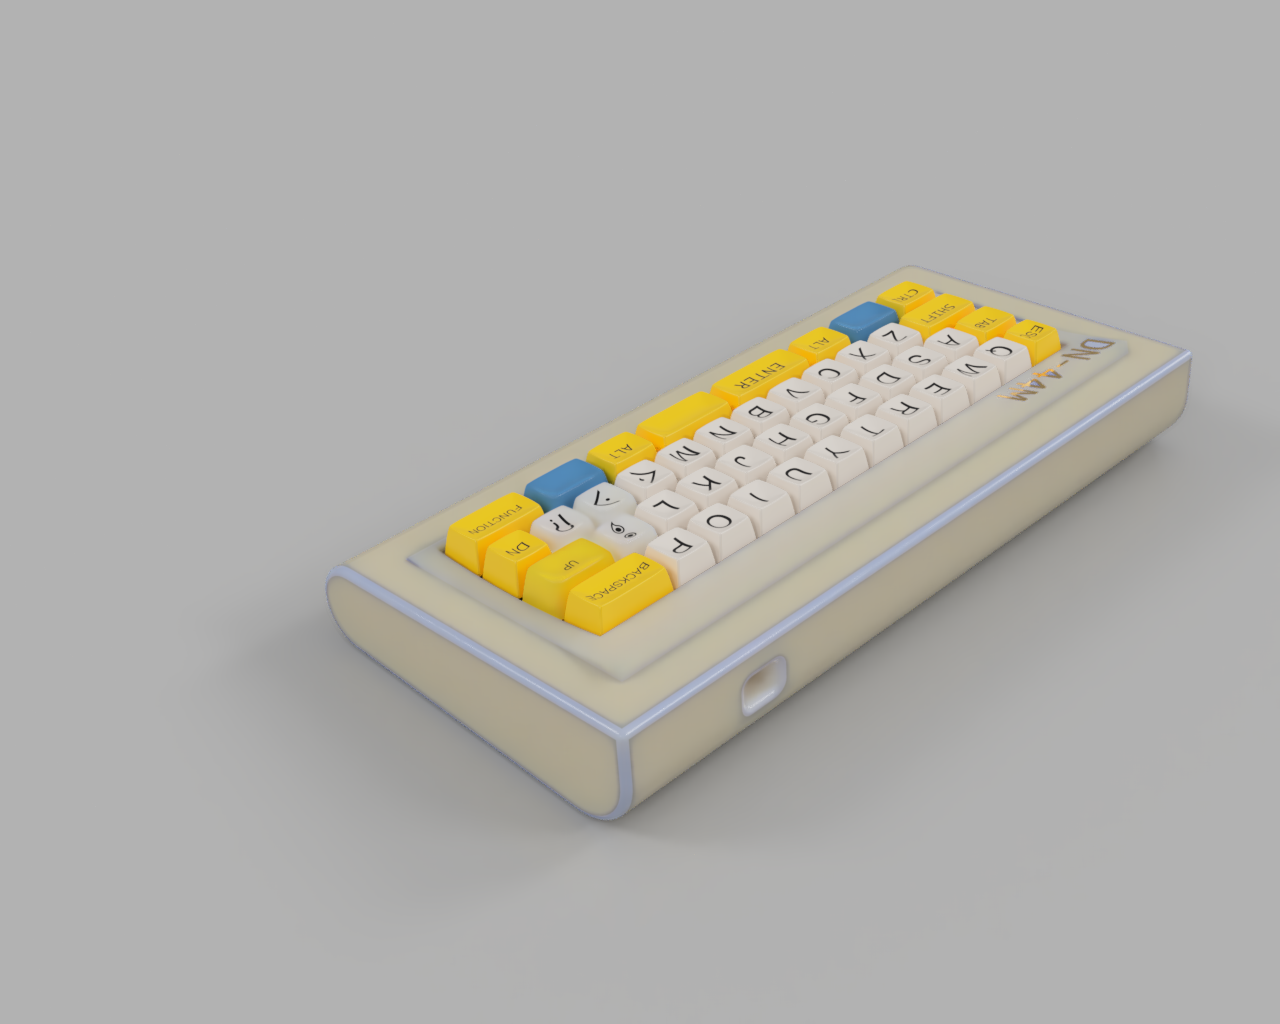 DN-44M
ESC Q W E R T Y U I O P BACKSPACE
TAB A S D F G H J K L UP
SHIFT Z X C V B N M DN
CTRL ALT ENTER ALT FUNCTION